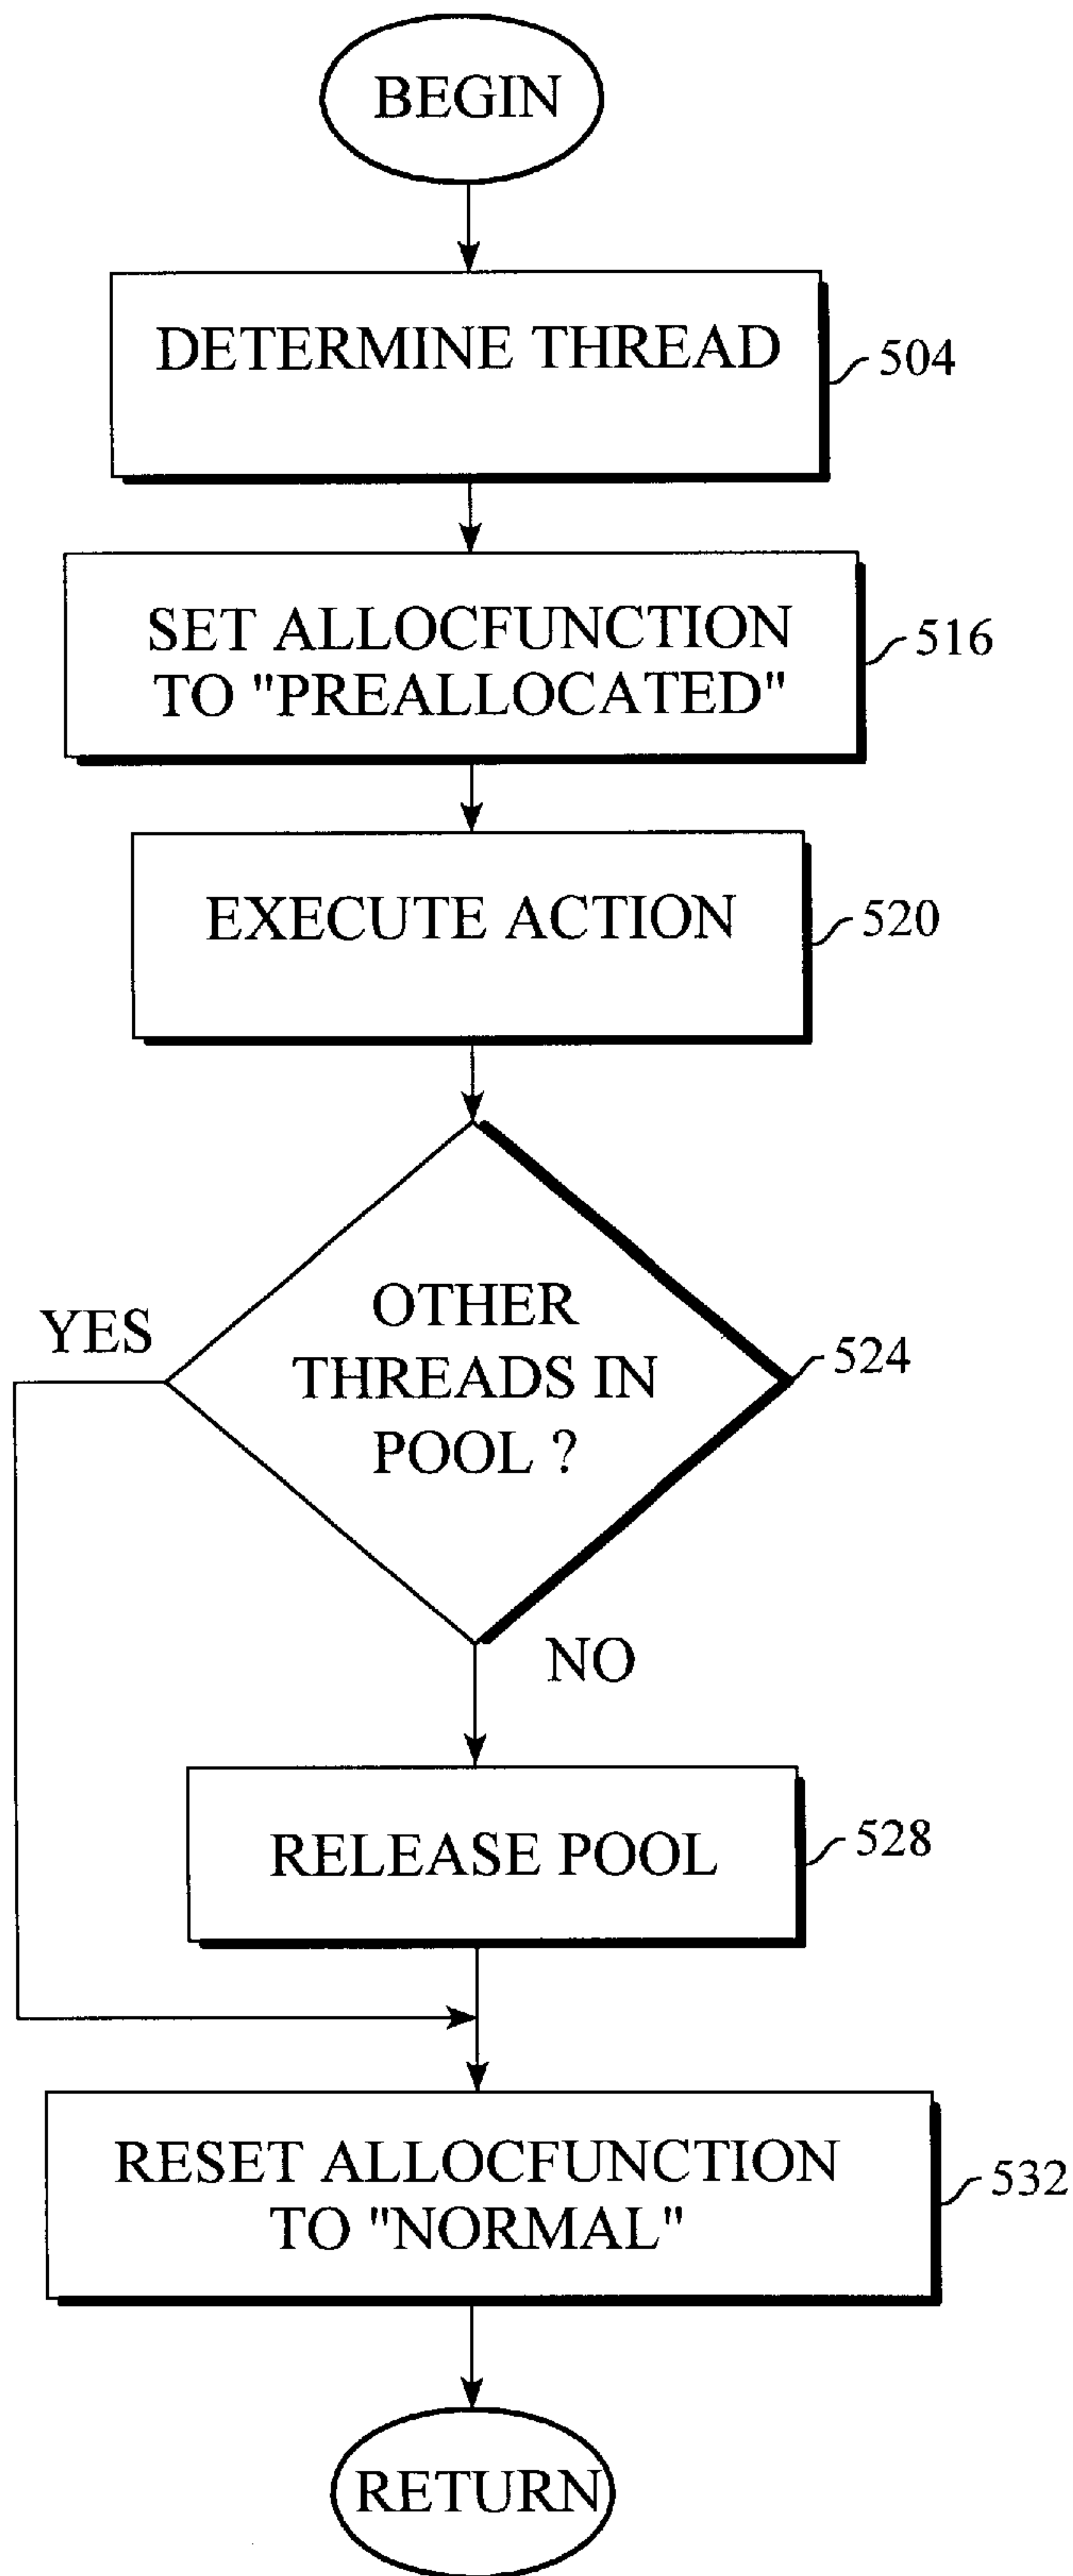 BEGIN
DETERMINE THREAD
504
SET ALLOCFUNCTION
TO "PREALLOCATED"
516
EXECUTE ACTION
520
OTHER
THREADS IN
POOL ?
524
YES
NO
RELEASE POOL
528
RESET ALLOCFUNCTION
TO "NORMAL"
532
RETURN